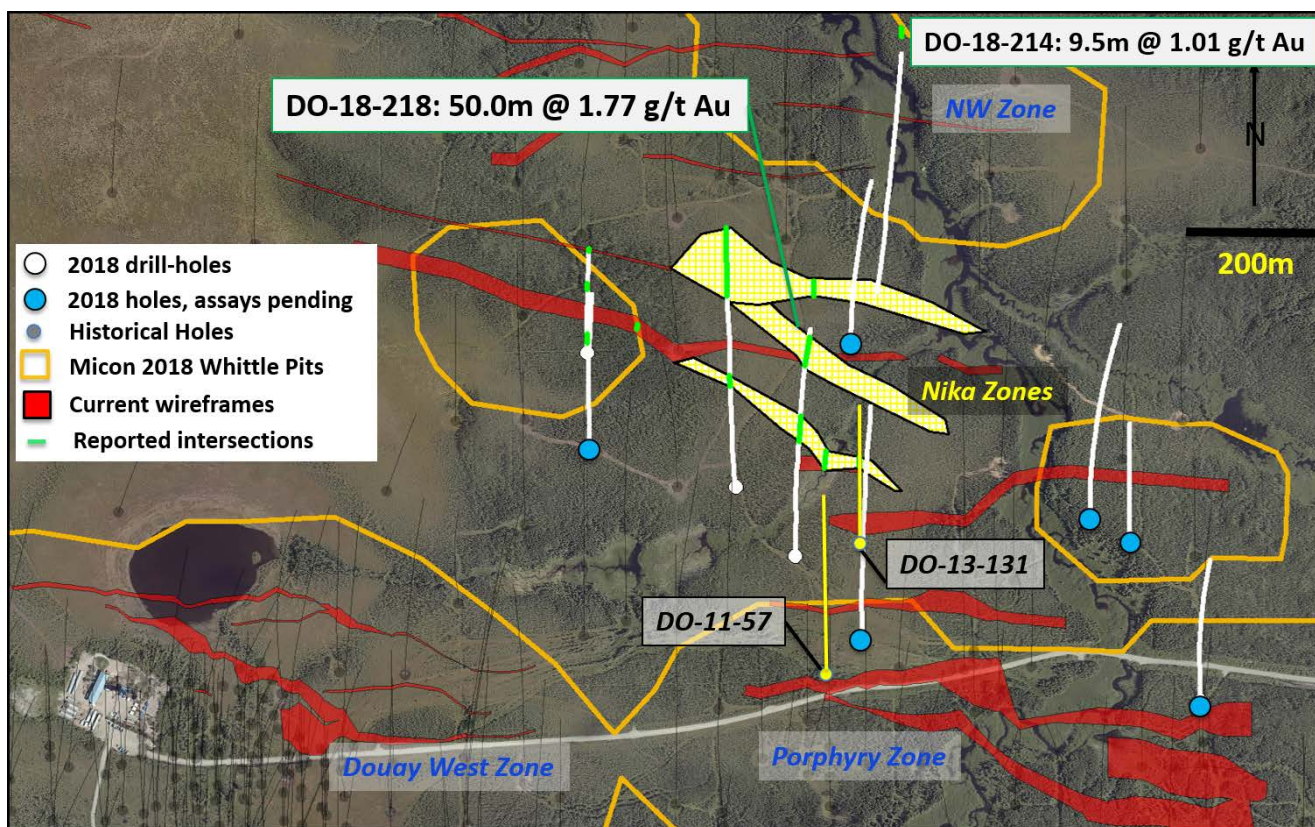 DO-18-214: 9.5m @ 1.01 g/t Au
DO-18-218: 50.0m @ 1.77 g/t Au
NW Zone
N
200m
2018 drill-holes
2018 holes, assays pending
Historical Holes
Micon 2018 Whittle Pits
Current wireframes
Reported intersections
Nika Zones
DO-13-131
DO-11-57
Douay West Zone
Porphyry Zone